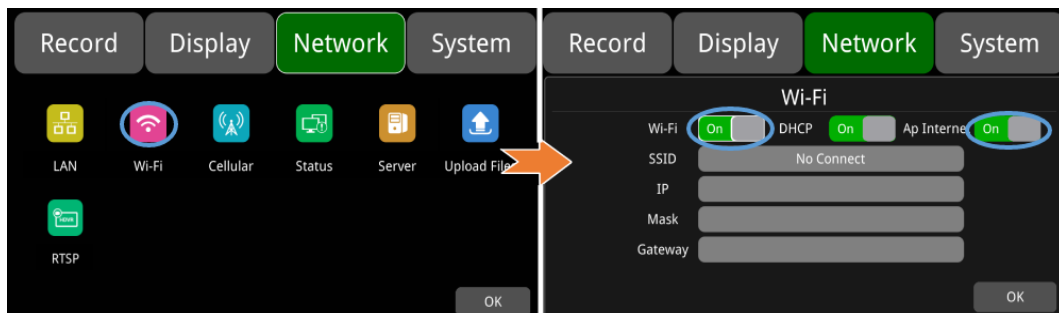 Record Display Network System
LAN Wi-Fi Cellular Status Server Upload Files
RTSP
OK
Record Display Network System
Wi-Fi
Wi-Fi On DHCP On Ap Interne On
SSID No Connect
IP
Mask
Gateway
OK